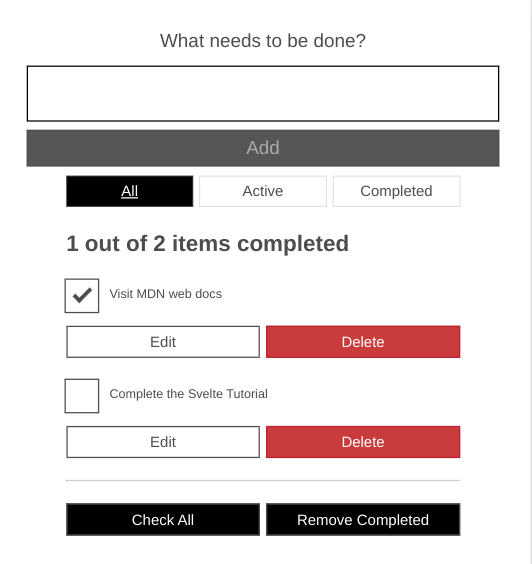 What needs to be done?
Add
All Active Completed
1 out of 2 items completed
Visit MDN web docs
Edit Delete
Complete the Svelte Tutorial
Edit Delete
Check All Remove Completed